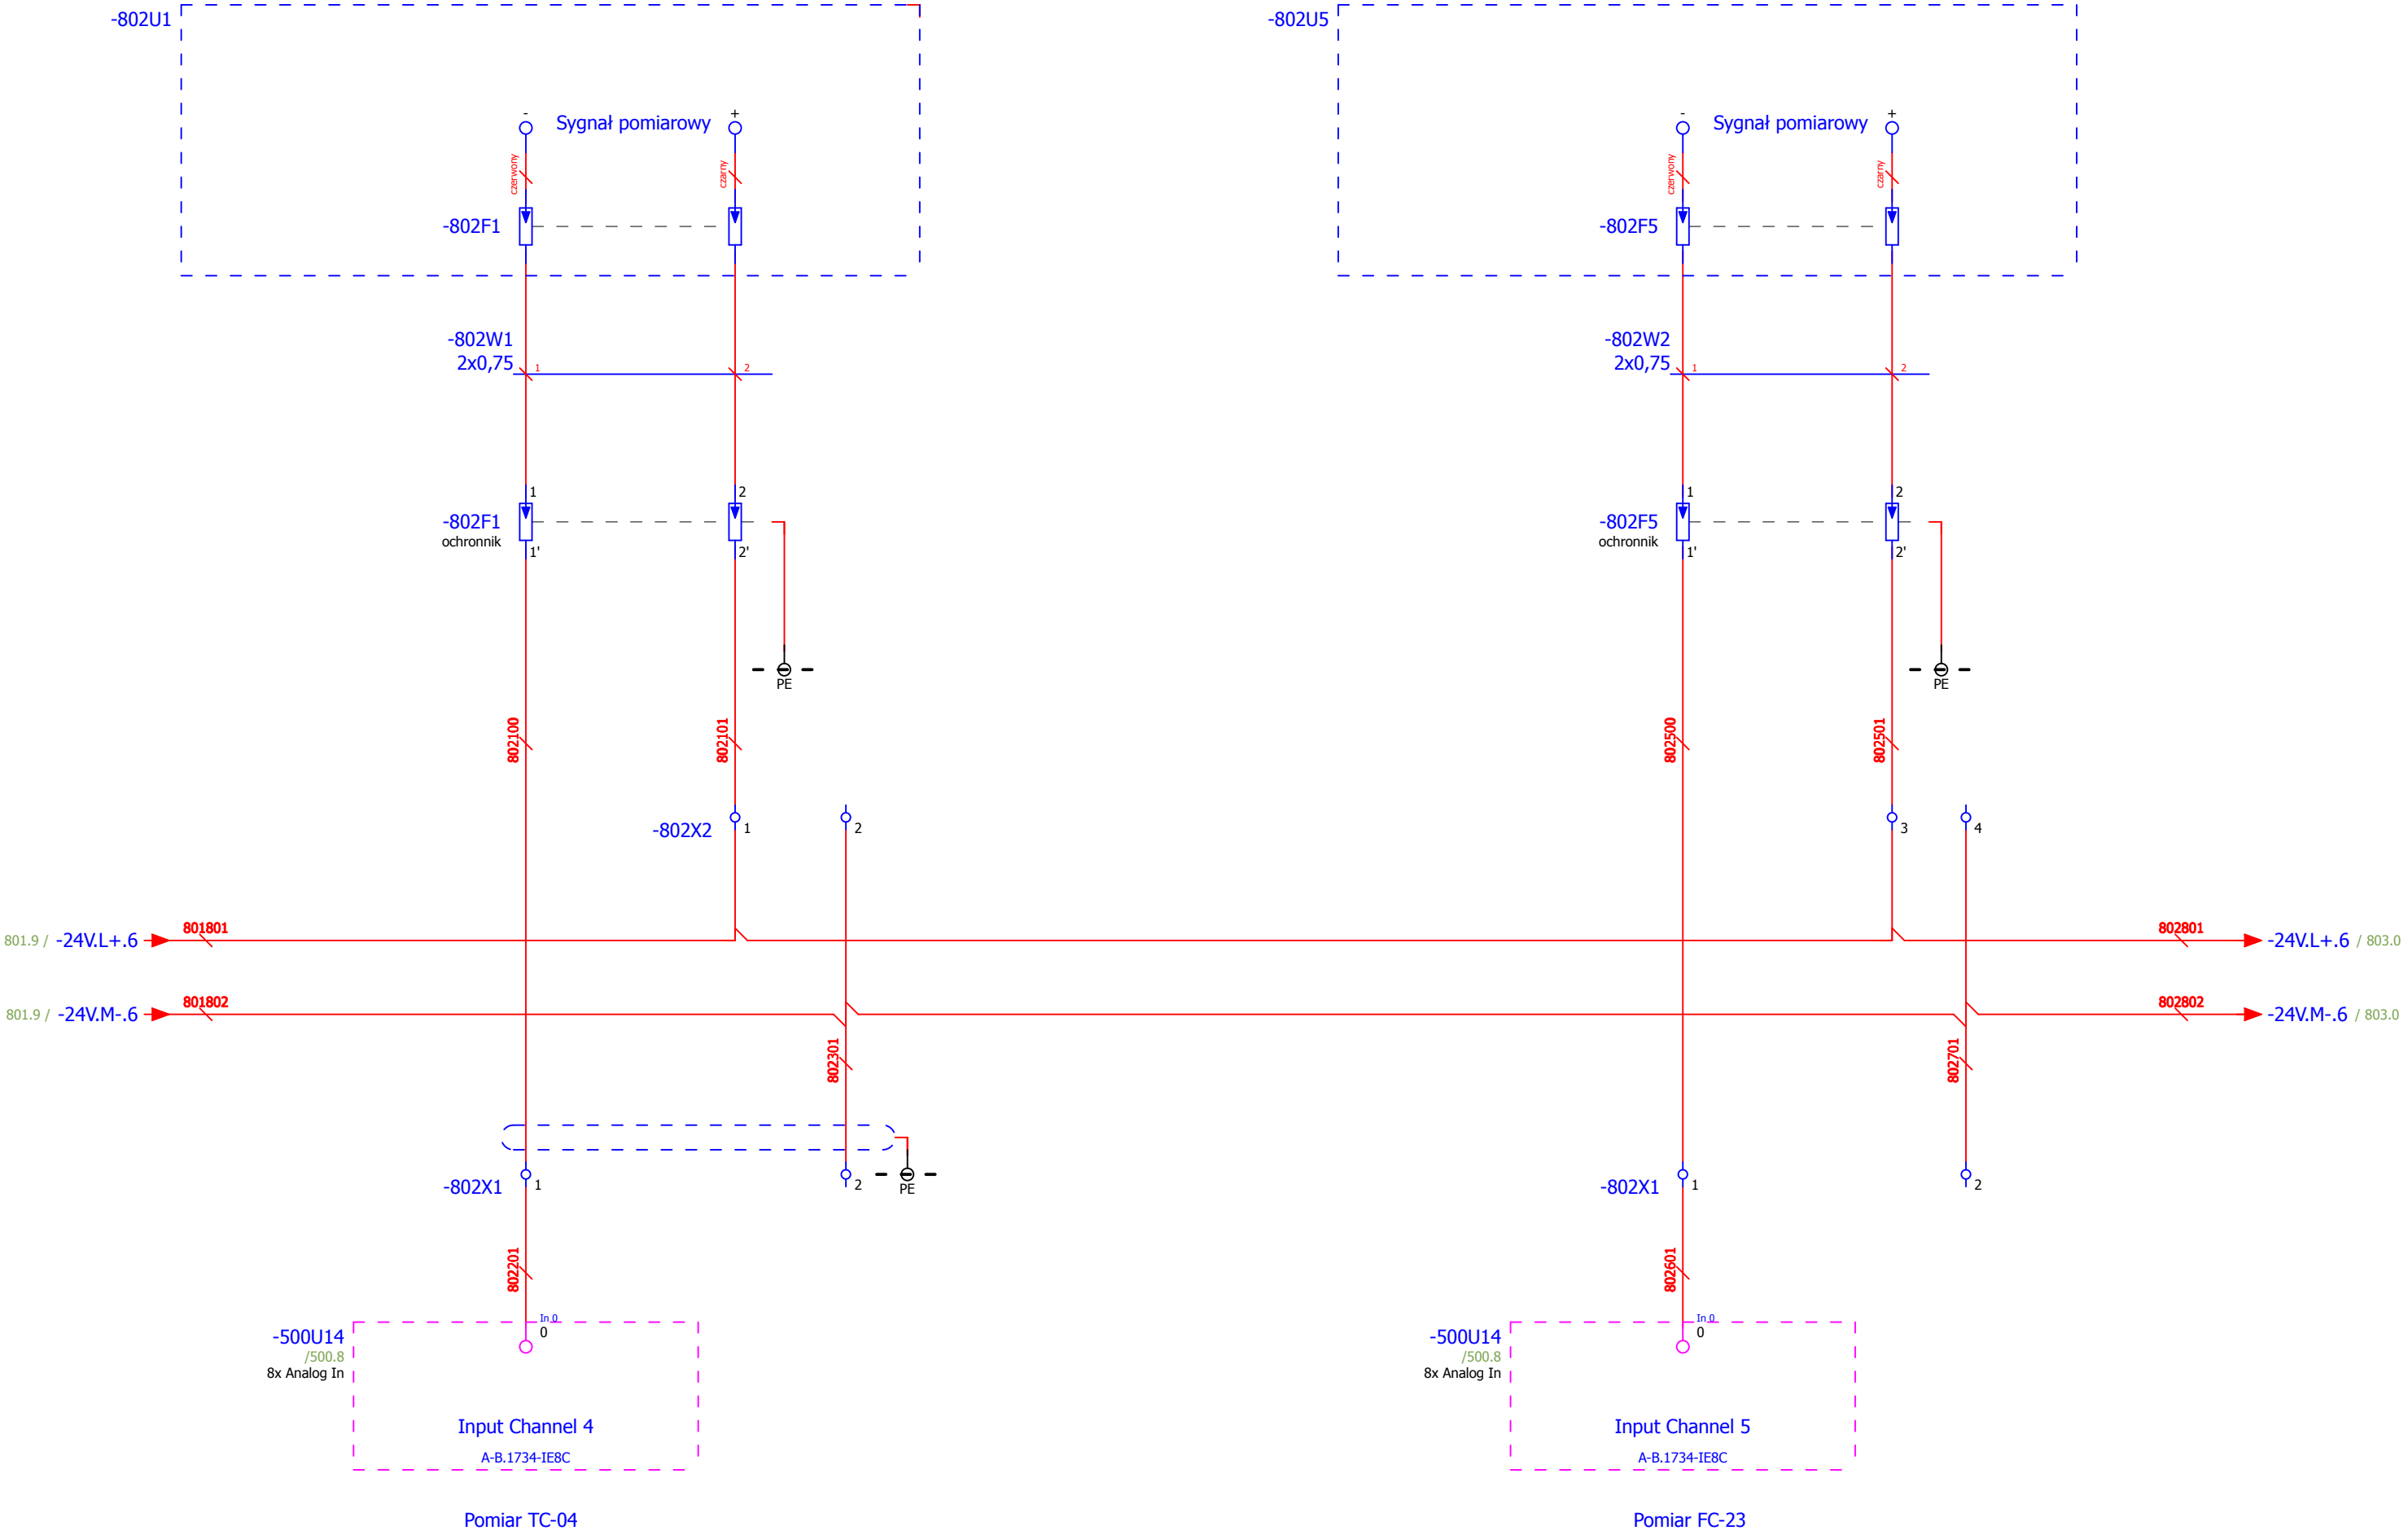 -802U1
-802U5
- Sygnał pomiarowy +
- Sygnał pomiarowy +
czerwony
czarny
czerwony
czarny
-802F1
-802F5
-802W1
2x0,75
1
2
-802W2
2x0,75
1
2
1
2
-802F1
ochronnik
1'
2'
1
2
-802F5
ochronnik
1'
2'
PE
PE
802100
802101
802500
802501
-802X2
1
2
3
4
801.9 / -24V.L+.6
801801
802801
-24V.L+.6 / 803.0
801.9 / -24V.M-.6
801802
802802
-24V.M-.6 / 803.0
802301
802701
-802X1
1
2
PE
-802X1
1
2
802201
802601
-500U14
/500.8
8x Analog In
In 0
0
Input Channel 4
A-B.1734-IE8C
-500U14
/500.8
8x Analog In
In 0
0
Input Channel 5
A-B.1734-IE8C
Pomiar TC-04
Pomiar FC-23